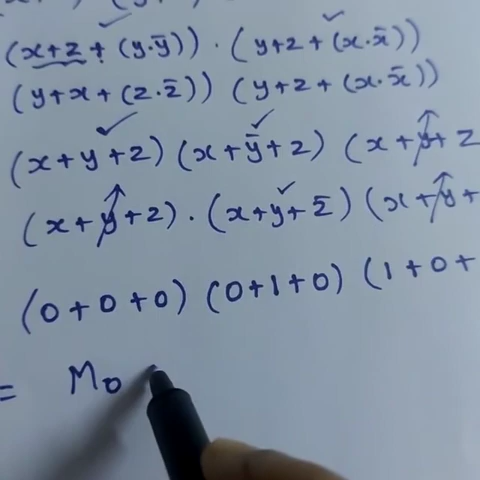 (x+z+(y.ȳ)).(y+z+(x.x̄))
(y+x+(z.z̄))(y+z+(x.x̄))
(x+y+z)(x+ȳ+z)(x+y+z
(x+y+z).(x+y+z̄)(x+y+
(0+0+0)(0+1+0)(1+0+
= M0